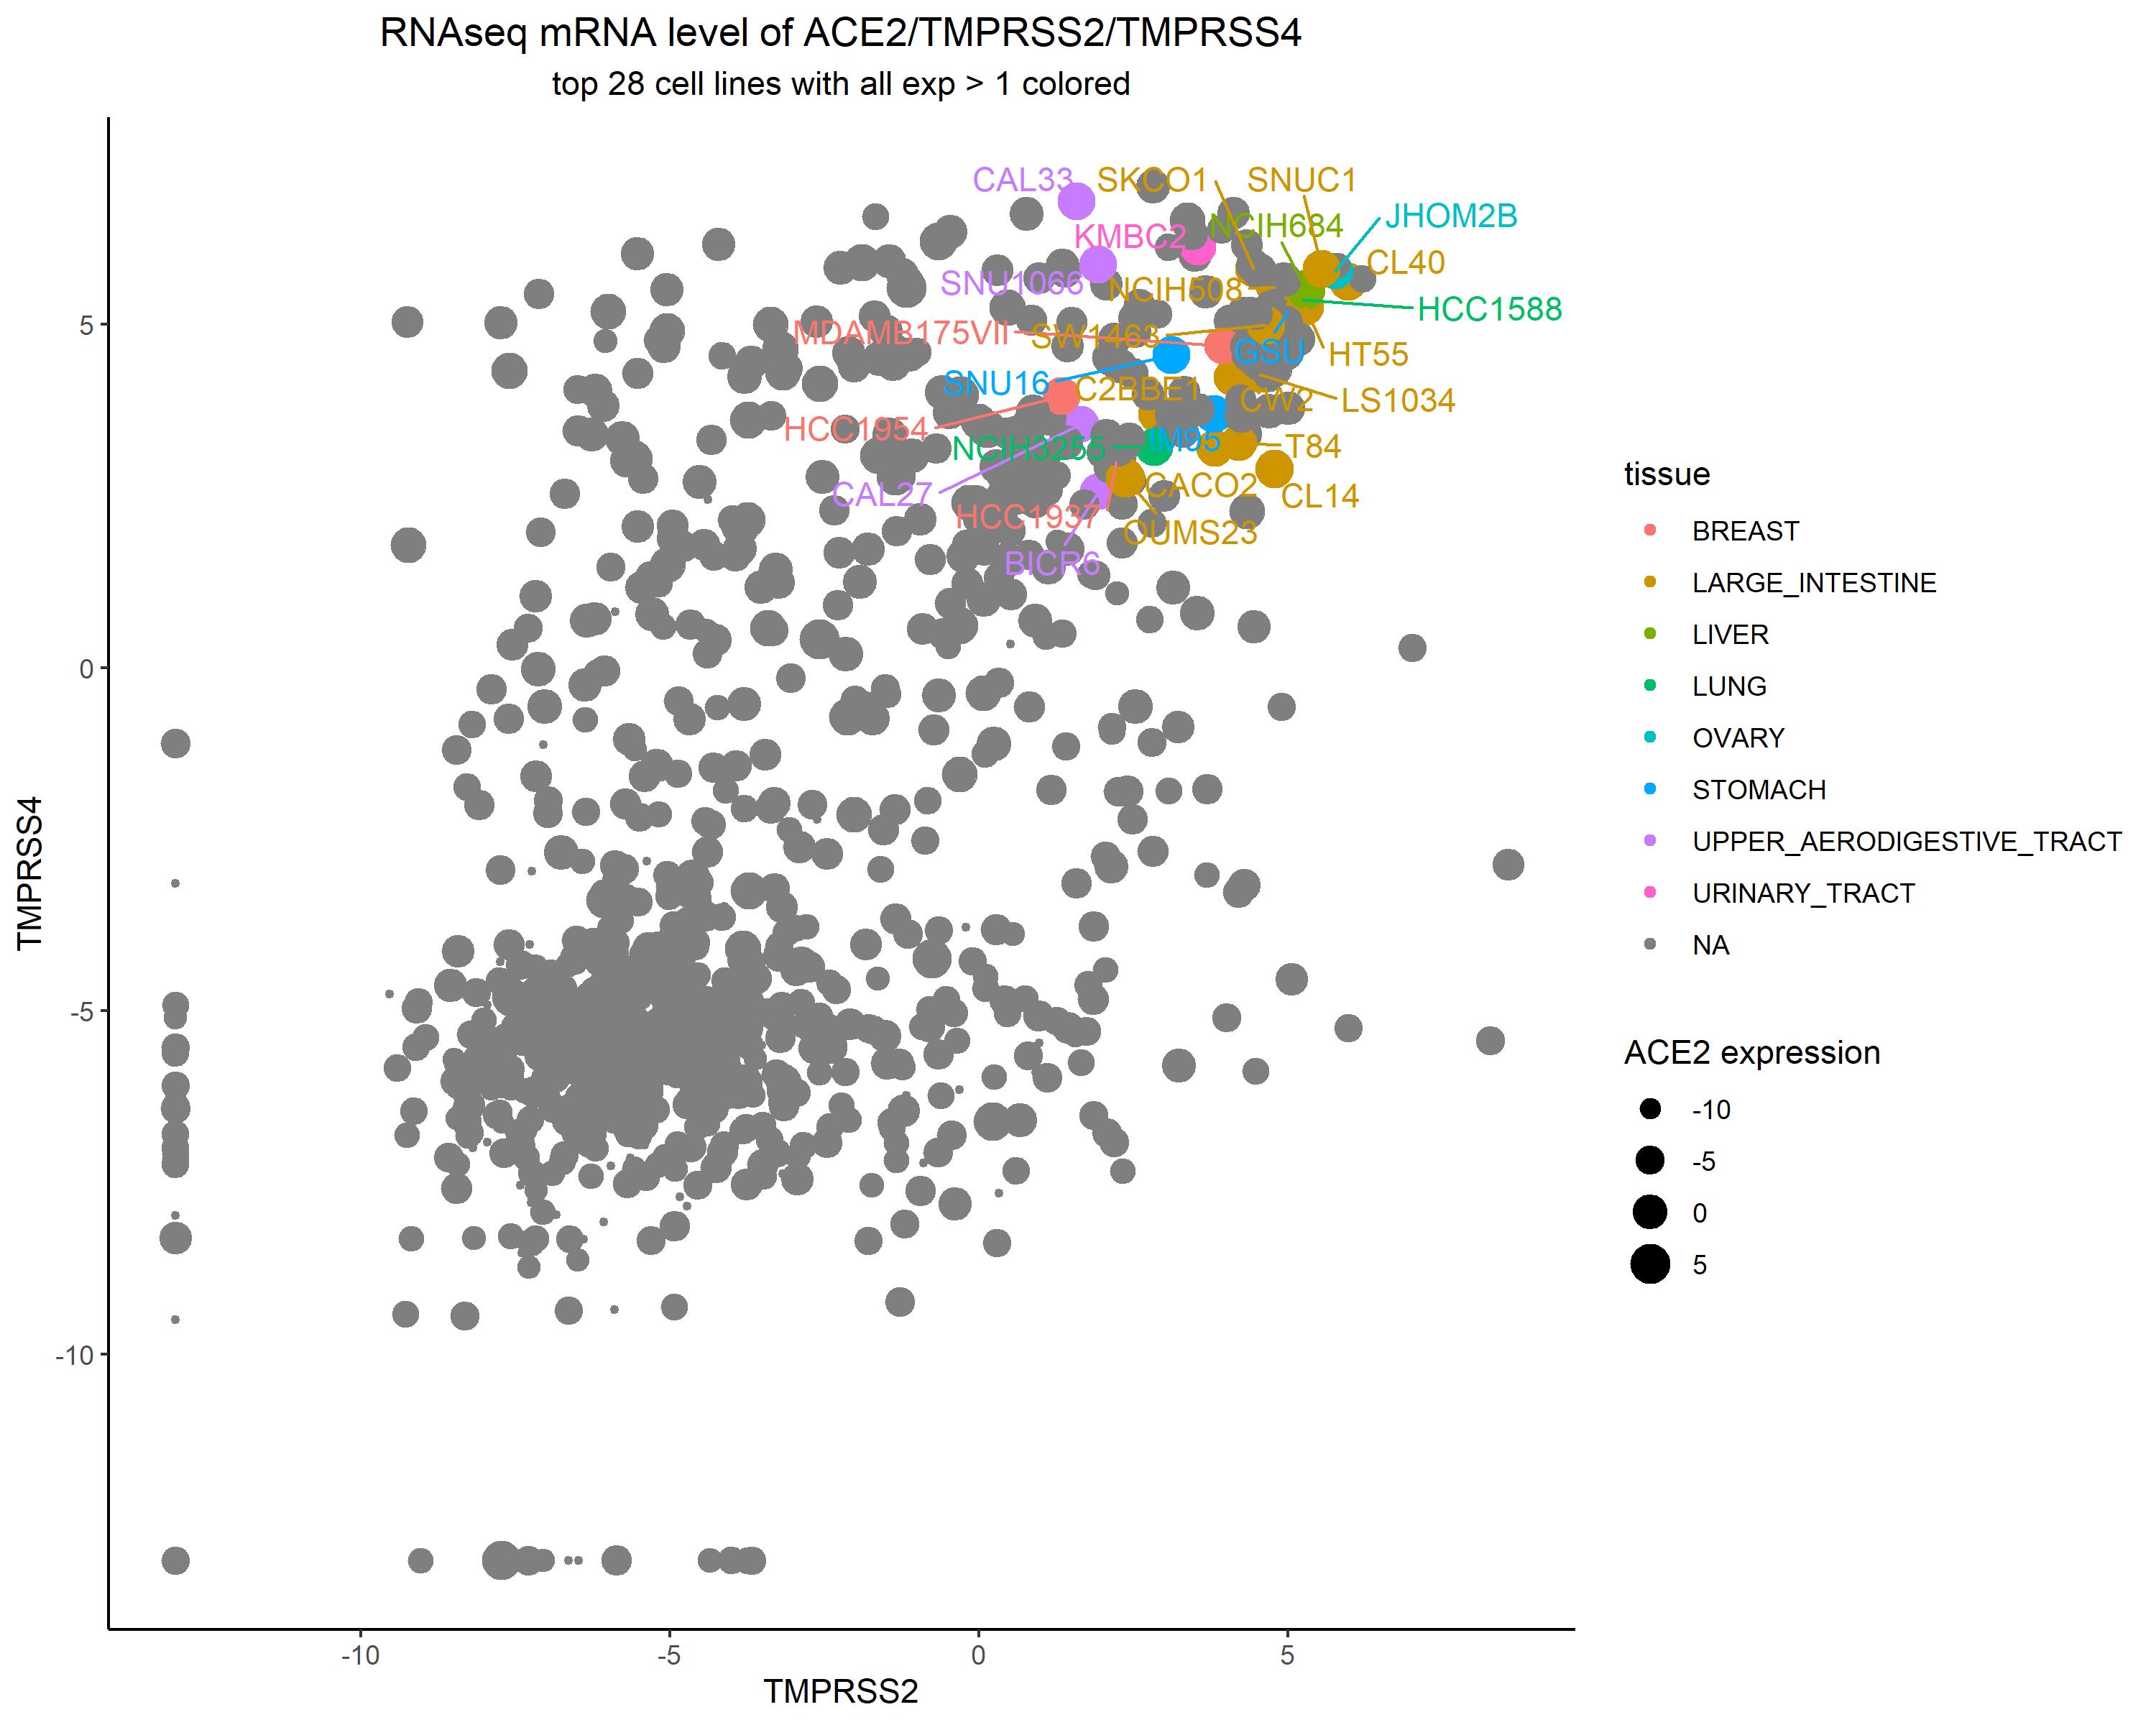 RNAseq mRNA level of ACE2/TMPRSS2/TMPRSS4
top 28 cell lines with all exp > 1 colored
TMPRSS4
5
0
-5
-10
CAL33
SKCO1
SNUC1
JHOM2B
NCIH684
KMBC2
CL40
SNU1066
NCIH508
HCC1588
MDAMB175VII
SW1463
GSU
HT55
SNU16
C2BBE1
CW2
LS1034
HCC1954
NCIH3255
IM95
T84
CAL27
CACO2
CL14
HCC1937
OUMS23
BICR6
-10
-5
0
5
TMPRSS2
tissue
BREAST
LARGE_INTESTINE
LIVER
LUNG
OVARY
STOMACH
UPPER_AERODIGESTIVE_TRACT
URINARY_TRACT
NA
ACE2 expression
-10
-5
0
5